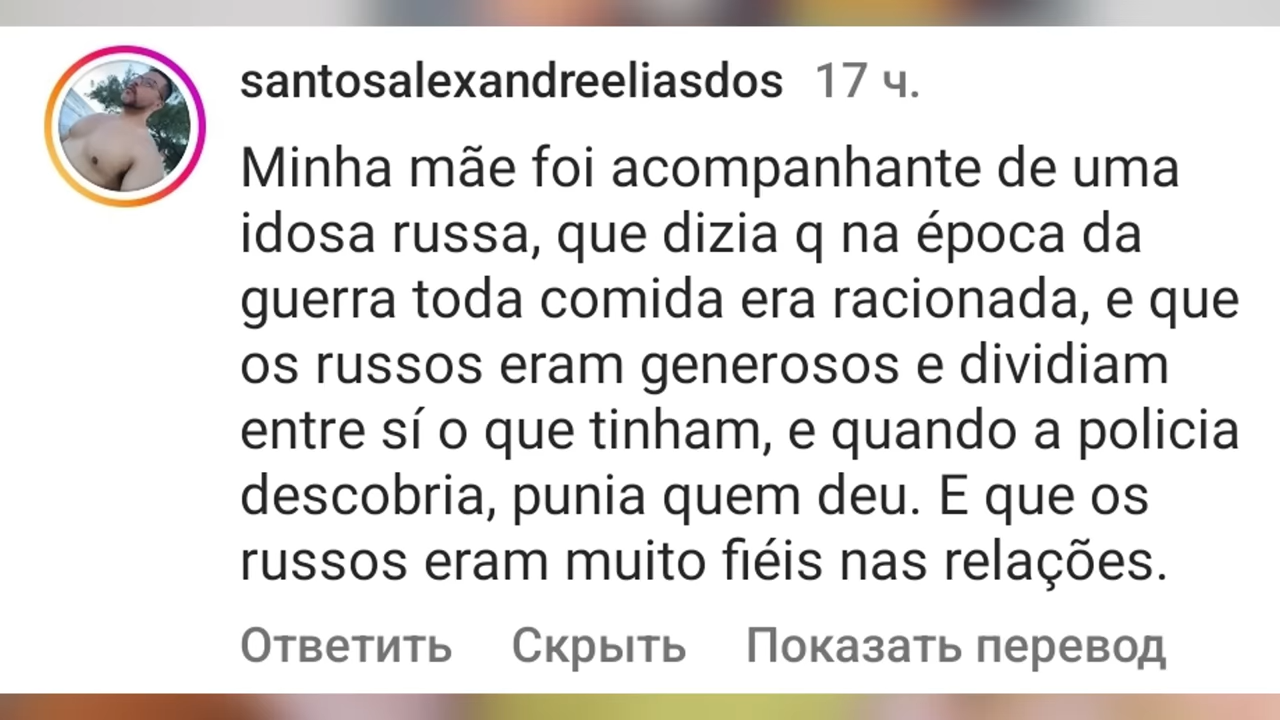 santosalexandreeliasdos 17 ч.
Minha mãe foi acompanhante de uma
idosa russa, que dizia q na época da
guerra toda comida era racionada, e que
os russos eram generosos e dividiam
entre sí o que tinham, e quando a policia
descobria, punia quem deu. E que os
russos eram muito fiéis nas relações.
Ответить Скрыть Показать перевод